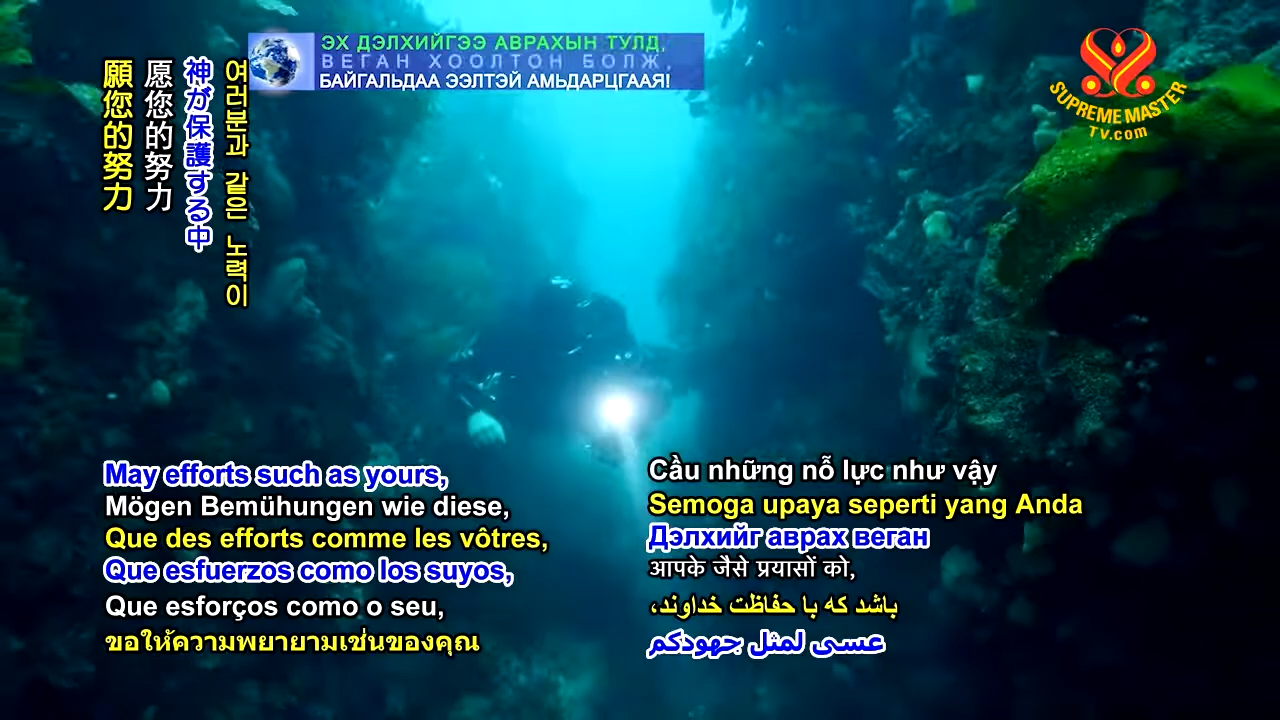 ЭХ ДЭЛХИЙГЭЭ АВРАХЫН ТУЛД,
ВЕГАН ХООЛТОН БОЛЖ,
БАЙГАЛЬДАА ЭЭЛТЭЙ АМЬДАРЦГААЯ!
SUPREME MASTER
TV.com
願您的努力
愿您的努力
神が保護する中
여러분과 같은 노력이
May efforts such as yours,
Mögen Bemühungen wie diese,
Que des efforts comme les vôtres,
Que esfuerzos como los suyos,
Que esforços como o seu,
ขอให้ความพยายามเช่นของคุณ
Cầu những nỗ lực như vậy
Semoga upaya seperti yang Anda
Дэлхийг аврах веган
आपके जैसे प्रयासों को,
باشد که با حفاظت خداوند،
عسى لمثل جهودكم